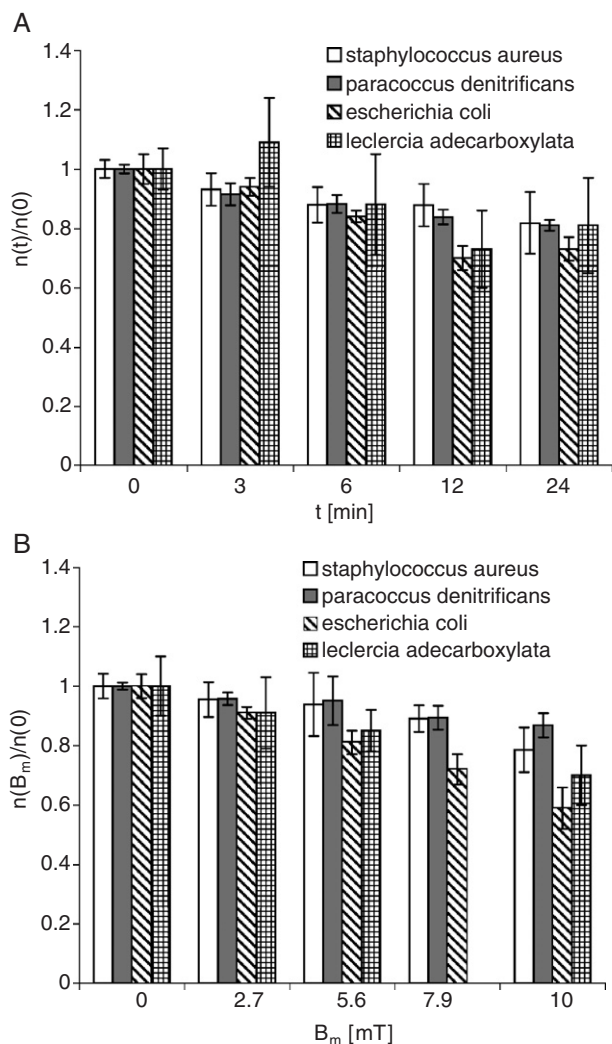 A
1.4
1.2
1
0.8
0.6
0.4
0.2
0
n(t)/n(0)
staphylococcus aureus
paracoccus denitrificans
escherichia coli
leclercia adecarboxylata
0 3 6 12 24
t [min]
B
1.4
1.2
1
0.8
0.6
0.4
0.2
0
n(Bₘ)/n(0)
staphylococcus aureus
paracoccus denitrificans
escherichia coli
leclercia adecarboxylata
0 2.7 5.6 7.9 10
Bₘ [mT]